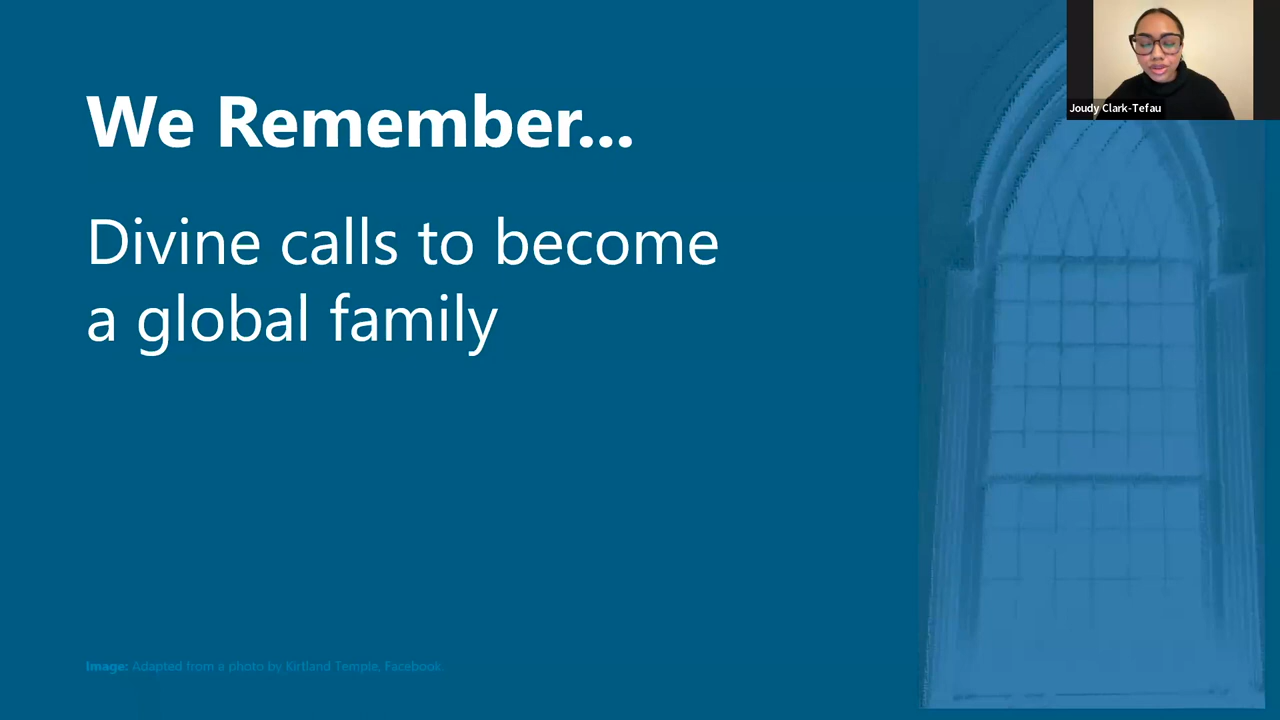 We Remember...
Divine calls to become
a global family
Joudy Clark-Tefau
Image: Adapted from a photo by Kirtland Temple, Facebook.